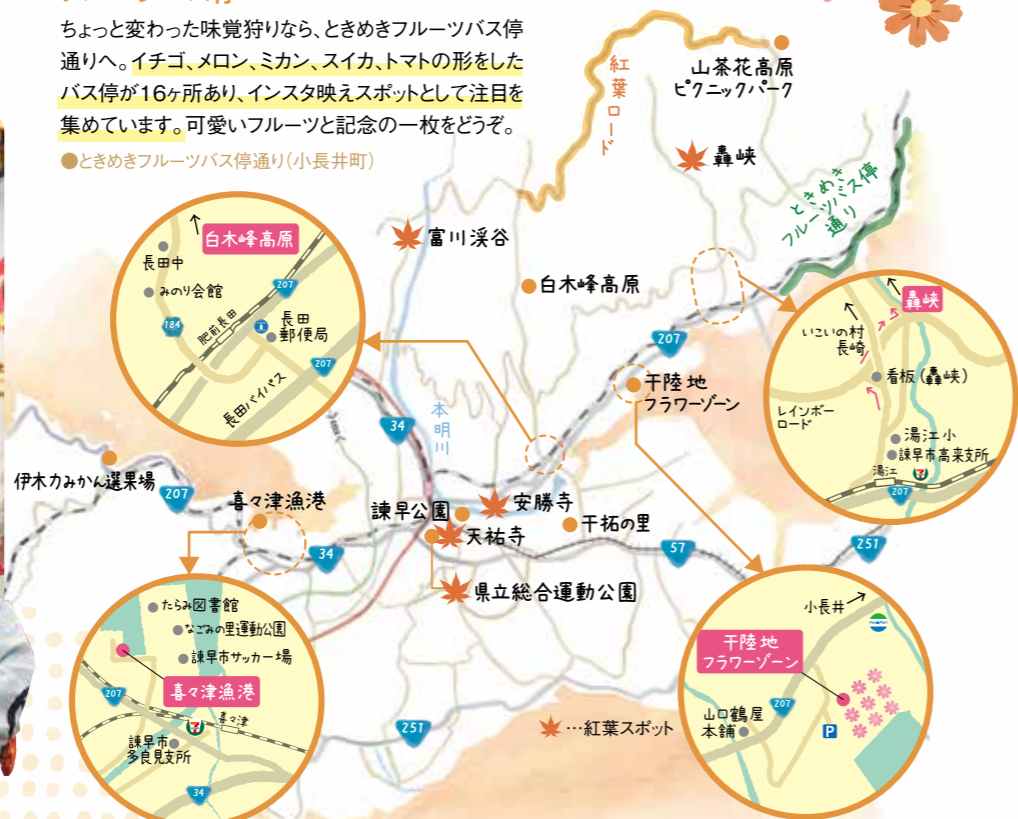 ちょっと変わった味覚狩りなら、ときめきフルーツバス停
通りへ。イチゴ、メロン、ミカン、スイカ、トマトの形をした
バス停が16ヶ所あり、インスタ映えスポットとして注目を
集めています。可愛いフルーツと記念の一枚をどうぞ。
●ときめきフルーツバス停通り(小長井町)
紅葉ロード
山茶花高原
ピクニックパーク
轟峡
ときめき
フルーツバス停
通り
富川渓谷
白木峰高原
207
干陸地
フラワーゾーン
本明川
34
伊木力みかん選果場
207
喜々津漁港
34
諫早公園
安勝寺
天祐寺
干拓の里
県立総合運動公園
57
251
251
…紅葉スポット
白木峰高原
長田中
みのり会館
184
肥前長田
207
長田
郵便局
207
長田バイパス
轟峡
いこいの村
長崎
看板(轟峡)
レインボー
ロード
湯江小
諫早市高来支所
湯江
7
207
たらみ図書館
なごみの里運動公園
諫早市サッカー場
喜々津漁港
207
7
喜々津
諫早市
多良見支所
34
小長井
干陸地
フラワーゾーン
207
山口鶴屋
本舗
P